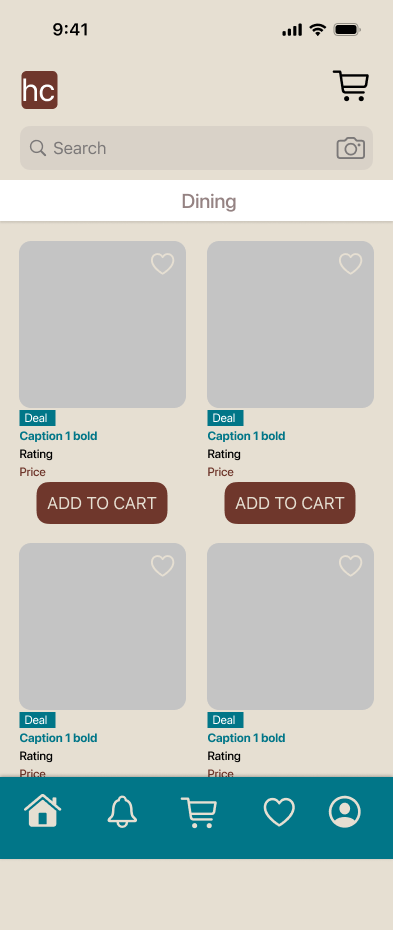 9:41
hc
Search
Dining
Deal
Caption 1 bold
Rating
Price
ADD TO CART
Deal
Caption 1 bold
Rating
Price
ADD TO CART
Deal
Caption 1 bold
Rating
Price
Deal
Caption 1 bold
Rating
Price